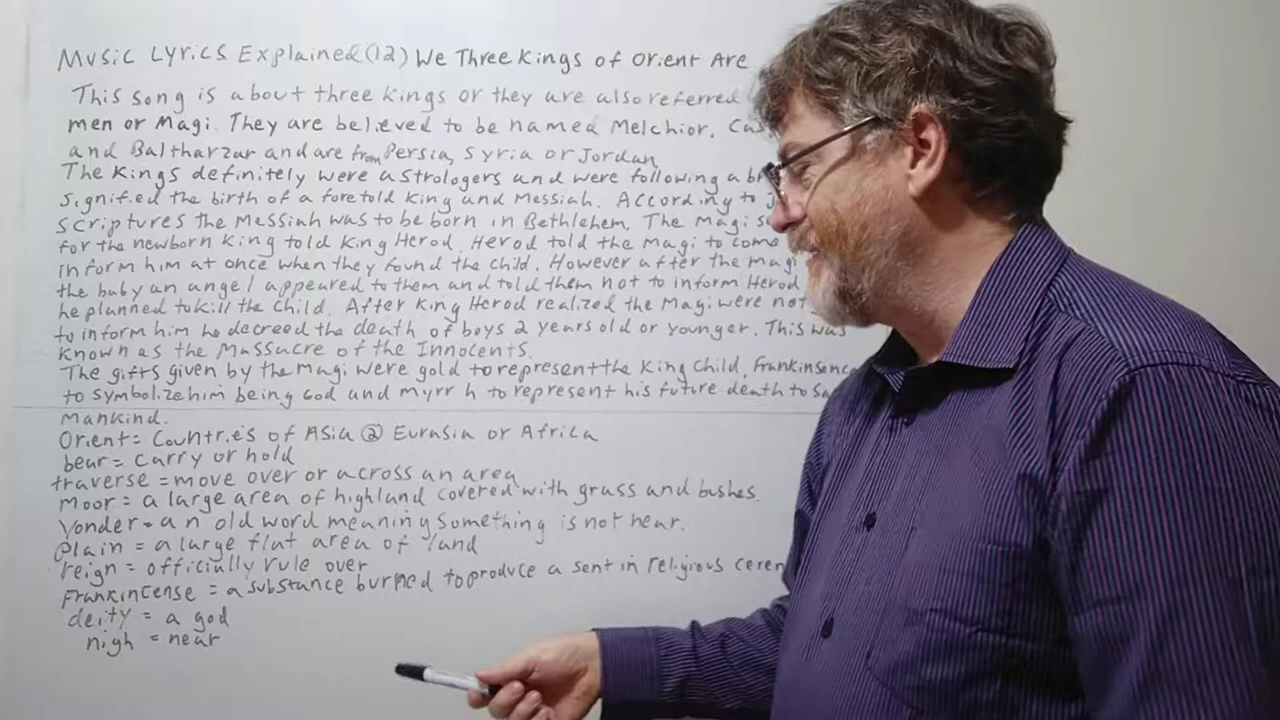 Music Lyrics Explained (12) We Three Kings of Orient Are
This song is about three kings or they are also referred
men or Magi. They are believed to be named Melchior, Cas
and Baltharzar and are from Persia, Syria or Jordan
The Kings definitely were astrologers and were following a br
signified the birth of a foretold King and Messiah. According to
scriptures the Messiah was to be born in Bethlehem. The Magi s
for the newborn King told King Herod. Herod told the Magi to come
inform him at once when they found the child. However after the magi
the baby an angel appeared to them and told them not to inform Herod
he planned to kill the child. After King Herod realized the Magi were not
to inform him he decreed the death of boys 2 years old or younger. This was
known as the Massacre of the Innocents.
The gifts given by the Magi were gold to represent the King Child, Frankinsence
to symbolize him being God and myrrh to represent his future death to sa
Mankind.
Orient = Countries of Asia @ Eurasia or Africa
bear = carry or hold
traverse = move over or across an area
Moor = a large area of highland covered with grass and bushes.
Yonder = an old word meaning something is not near.
Plain = a large flat area of land
reign = officially rule over
Frankincense = a substance burned to produce a sent in religious ceren
deity = a god
nigh = near